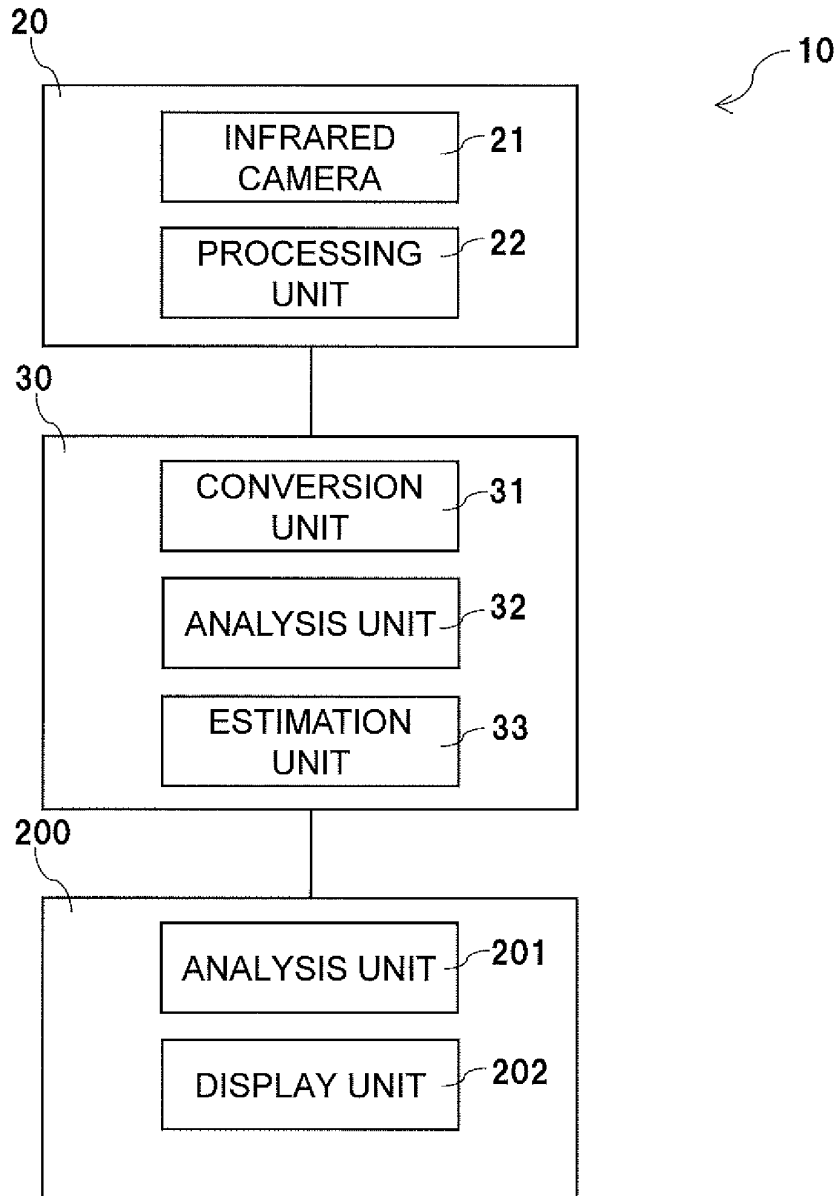 20
10
INFRARED
CAMERA
21
PROCESSING
UNIT
22
30
CONVERSION
UNIT
31
ANALYSIS UNIT
32
ESTIMATION
UNIT
33
200
ANALYSIS UNIT
201
DISPLAY UNIT
202